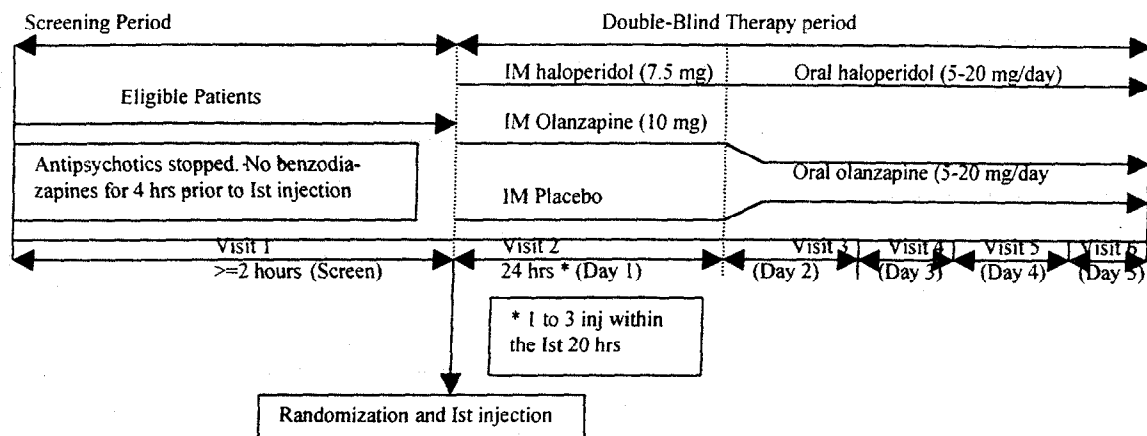 Screening Period
Double-Blind Therapy period
IM haloperidol (7.5 mg)
Oral haloperidol (5-20 mg/day)
Eligible Patients
IM Olanzapine (10 mg)
Antipsychotics stopped. No benzodia-
zapines for 4 hrs prior to Ist injection
Oral olanzapine (5-20 mg/day
IM Placebo
Visit 1
>=2 hours (Screen)
Visit 2
24 hrs * (Day 1)
Visit 3
(Day 2)
Visit 4
(Day 3)
Visit 5
(Day 4)
Visit 6
(Day 5)
* 1 to 3 inj within
the Ist 20 hrs
Randomization and Ist injection